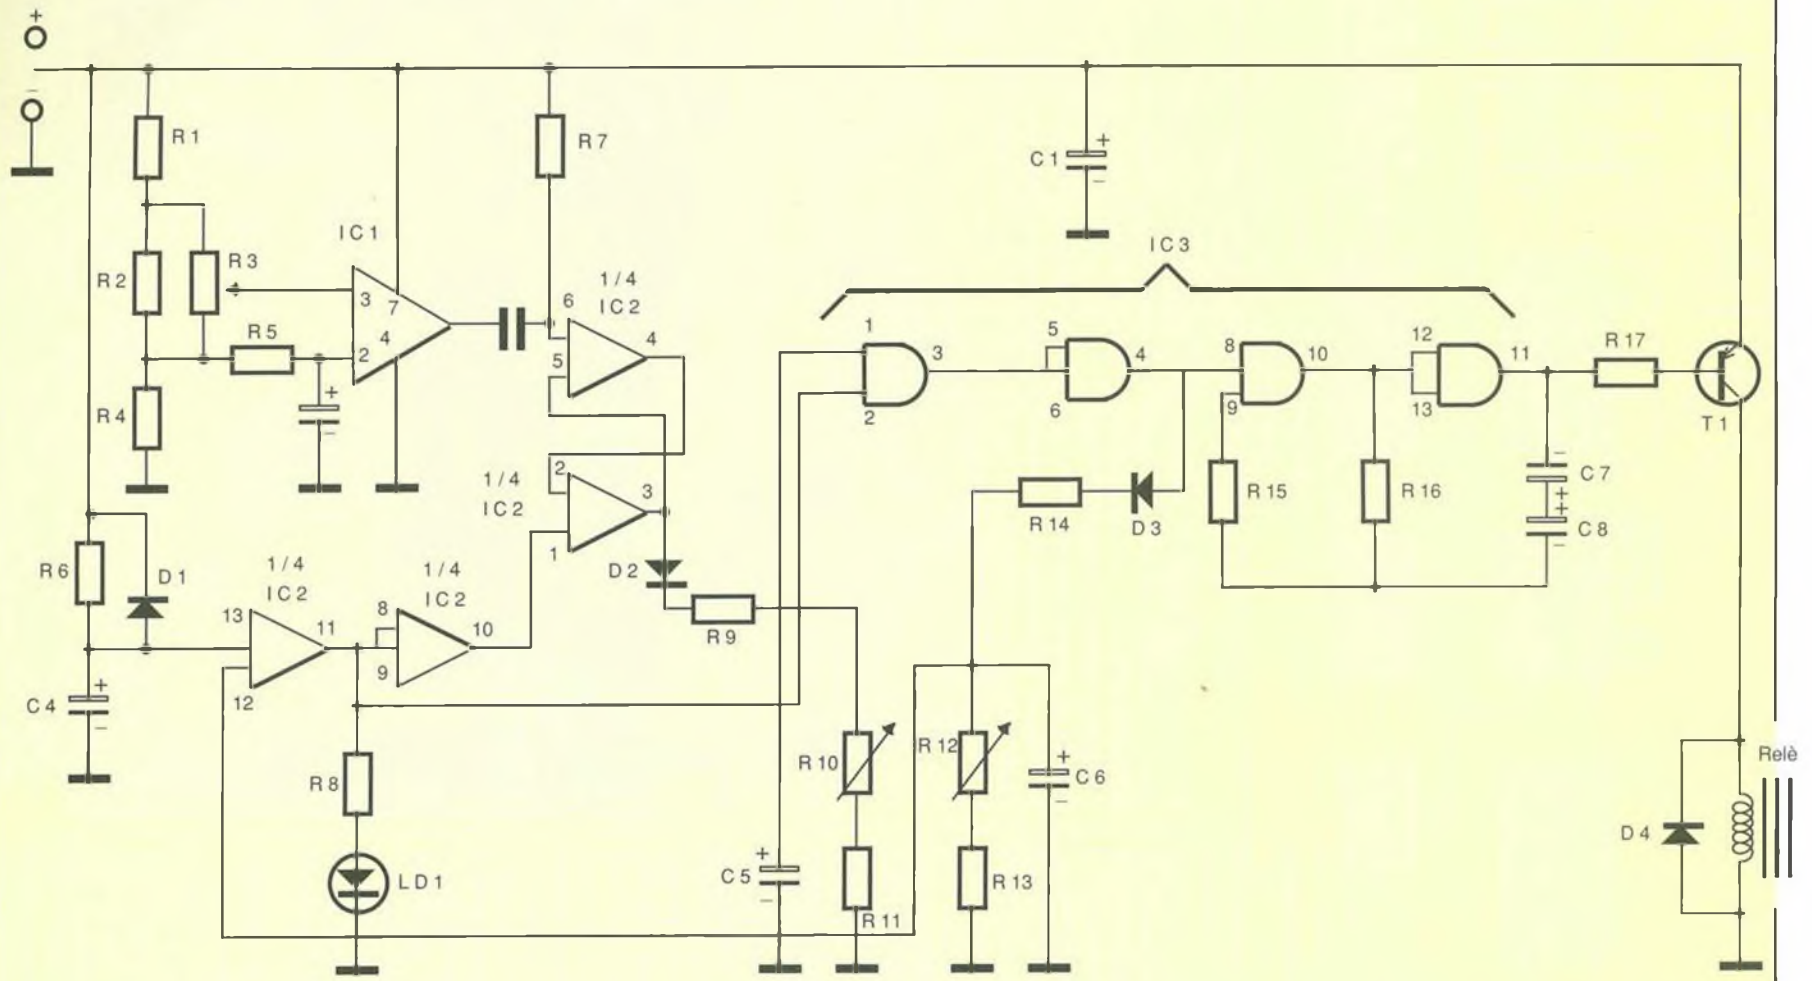 +
−
R1
R7
C1
+
−
IC1
IC3
R2
R3
1/4
IC2
3
7
6
R5
4
2
5
4
1
3
2
5
4
6
8
10
9
12
11
13
R17
T1
R4
+
−
1/4
IC2
2
3
1
R14
D3
R15
R16
−
C7
+
+
C8
−
R6
D1
1/4
IC2
1/4
IC2
D2
13
11
12
8
10
9
R9
C4
+
−
R8
R10
R12
+
C6
−
Relè
D4
LD1
C5
+
−
R11
R13